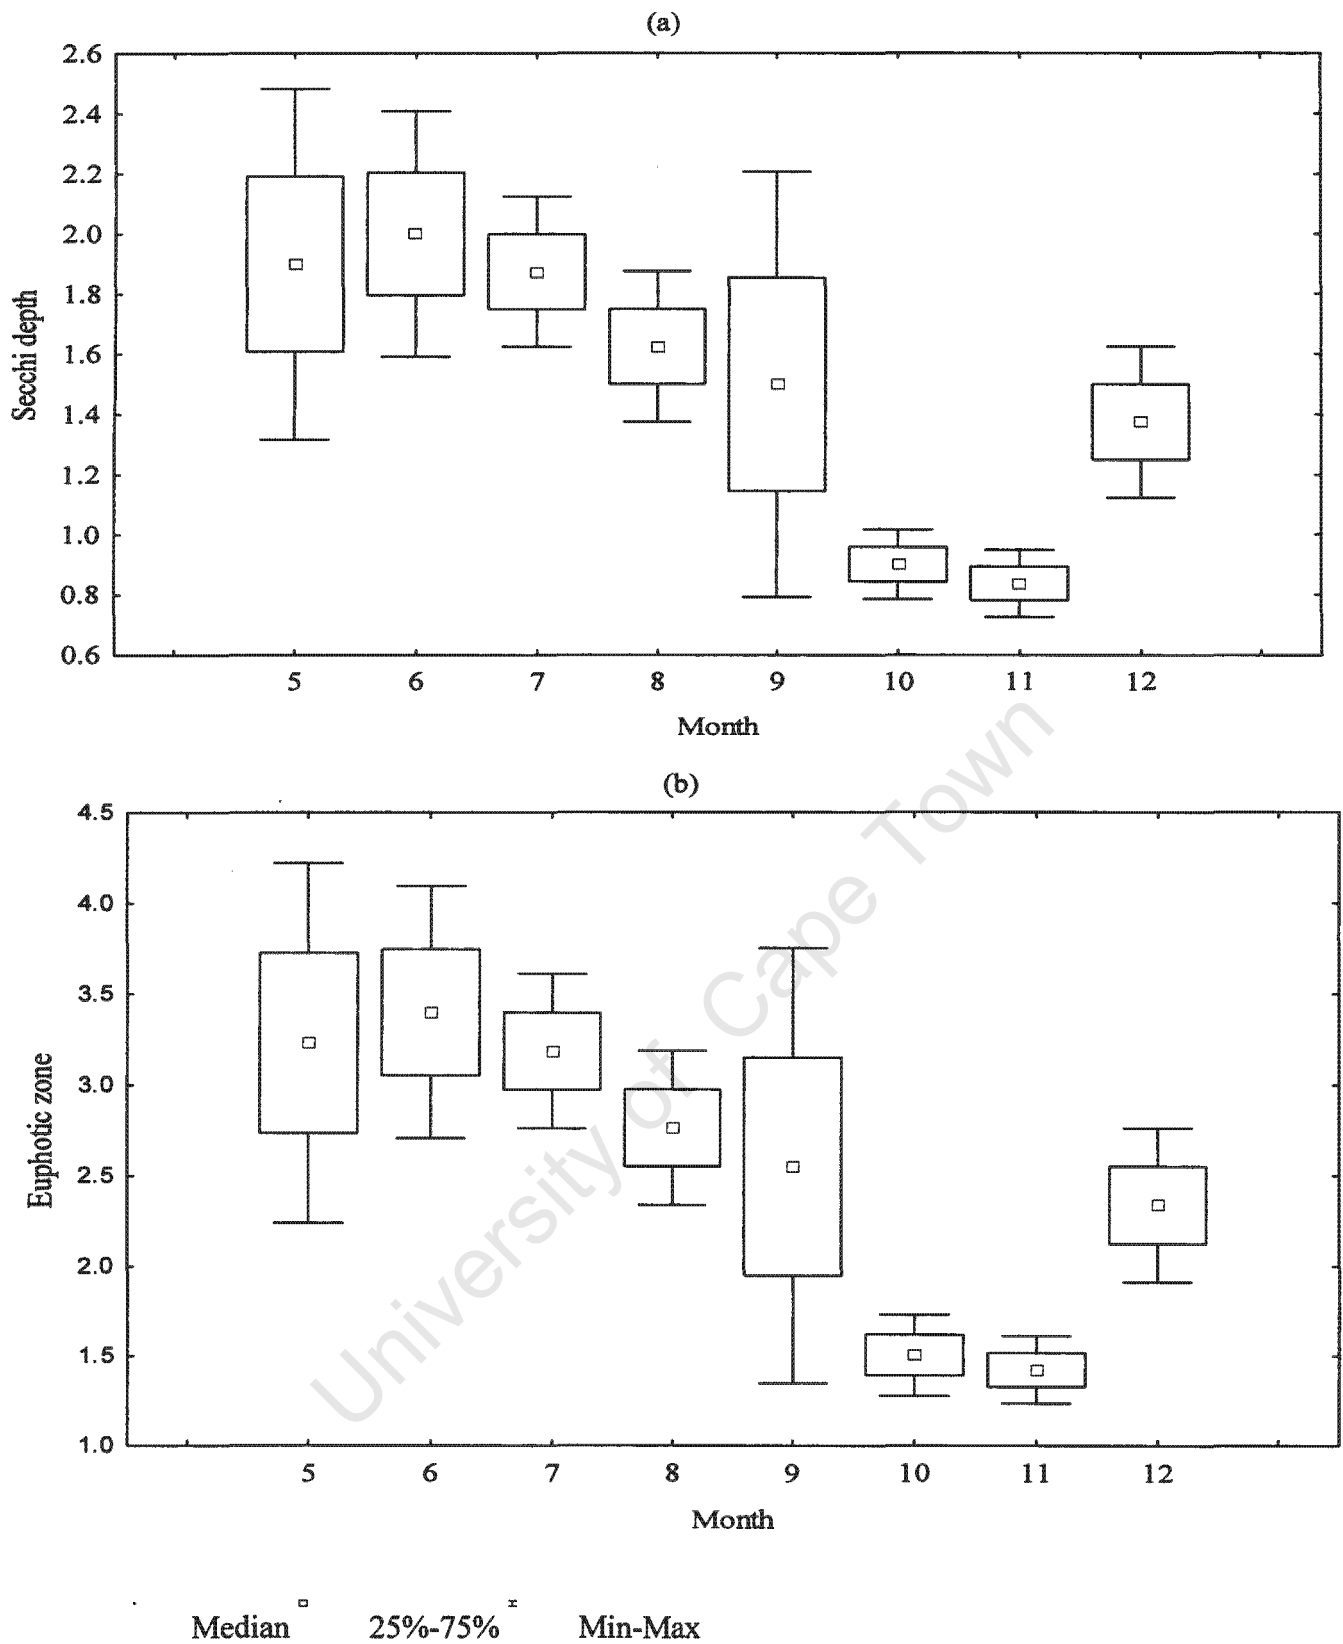 (a)
2.6
2.4
2.2
2.0
1.8
1.6
1.4
1.2
1.0
0.8
0.6
Secchi depth
5 6 7 8 9 10 11 12
Month
(b)
4.5
4.0
3.5
3.0
2.5
2.0
1.5
1.0
Euphotic zone
5 6 7 8 9 10 11 12
Month
University of Cape Town
Median 25%-75% Min-Max